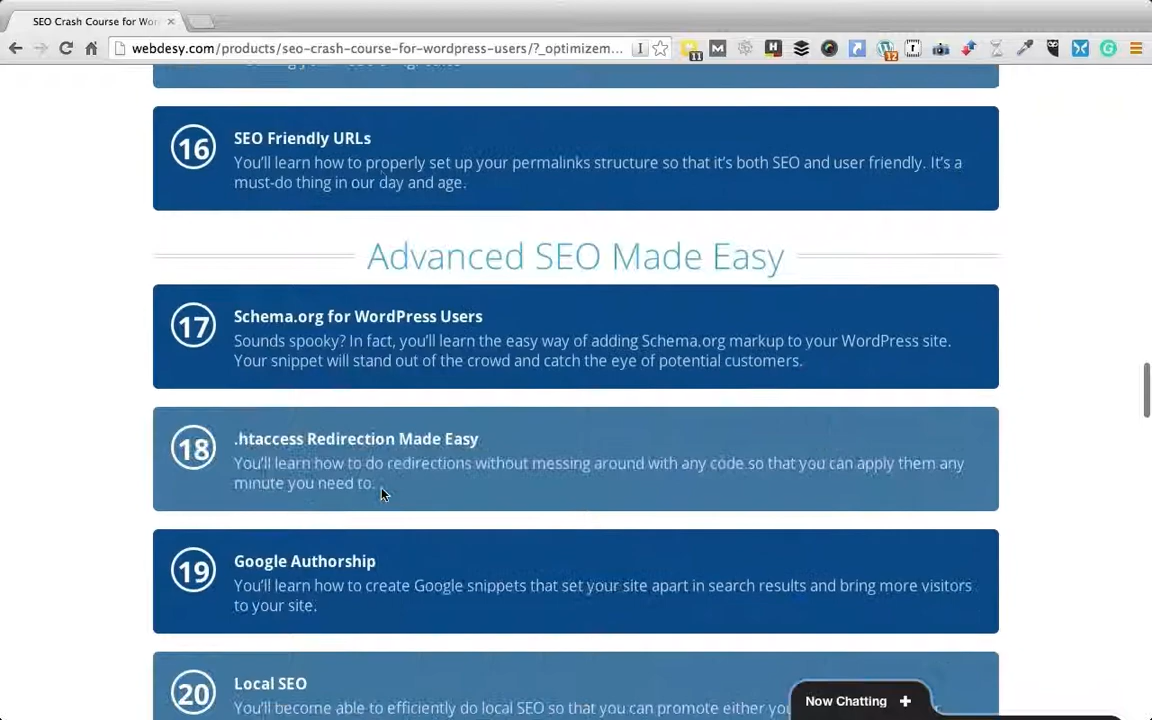 SEO Crash Course for Wor
webdesy.com/products/seo-crash-course-for-wordpress-users/?_optimizem...
11
12
16
SEO Friendly URLs
You'll learn how to properly set up your permalinks structure so that it's both SEO and user friendly. It's a
must-do thing in our day and age.
Advanced SEO Made Easy
17
Schema.org for WordPress Users
Sounds spooky? In fact, you'll learn the easy way of adding Schema.org markup to your WordPress site.
Your snippet will stand out of the crowd and catch the eye of potential customers.
18
.htaccess Redirection Made Easy
You'll learn how to do redirections without messing around with any code so that you can apply them any
minute you need to.
19
Google Authorship
You'll learn how to create Google snippets that set your site apart in search results and bring more visitors
to your site.
20
Local SEO
You'll become able to efficiently do local SEO so that you can promote either
Now Chatting +